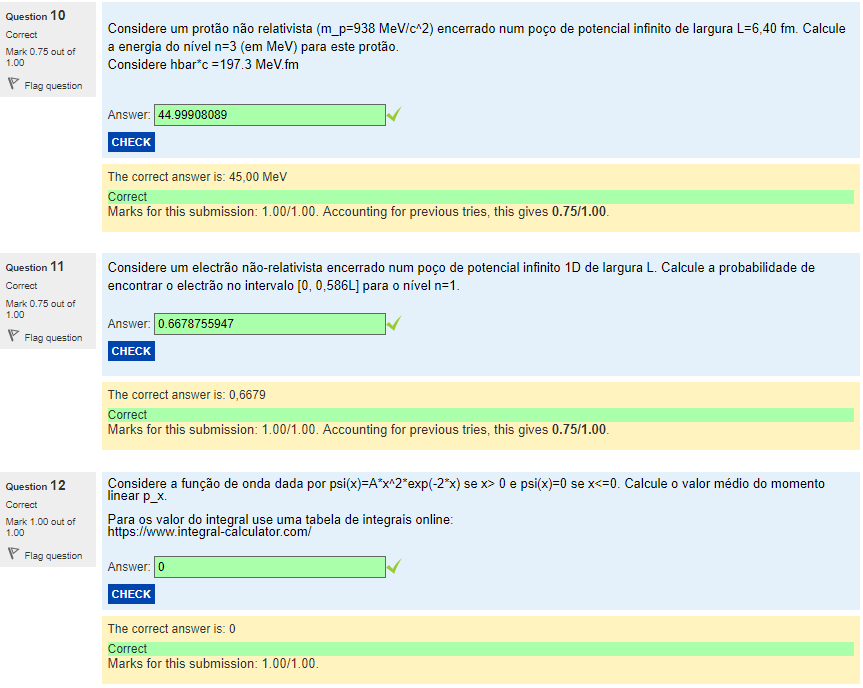 Question 10
Correct
Mark 0.75 out of
1.00
Flag question
Considere um protão não relativista (m_p=938 MeV/c^2) encerrado num poço de potencial infinito de largura L=6,40 fm. Calcule
a energia do nível n=3 (em MeV) para este protão.
Considere hbar*c =197.3 MeV.fm
Answer: 44.99908089
CHECK
The correct answer is: 45,00 MeV
Correct
Marks for this submission: 1.00/1.00. Accounting for previous tries, this gives 0.75/1.00.
Question 11
Correct
Mark 0.75 out of
1.00
Flag question
Considere um electrão não-relativista encerrado num poço de potencial infinito 1D de largura L. Calcule a probabilidade de
encontrar o electrão no intervalo [0, 0,586L] para o nível n=1.
Answer: 0.6678755947
CHECK
The correct answer is: 0,6679
Correct
Marks for this submission: 1.00/1.00. Accounting for previous tries, this gives 0.75/1.00.
Question 12
Correct
Mark 1.00 out of
1.00
Flag question
Considere a função de onda dada por psi(x)=A*x^2*exp(-2*x) se x> 0 e psi(x)=0 se x<=0. Calcule o valor médio do momento
linear p_x.
Para os valor do integral use uma tabela de integrais online:
https://www.integral-calculator.com/
Answer: 0
CHECK
The correct answer is: 0
Correct
Marks for this submission: 1.00/1.00.